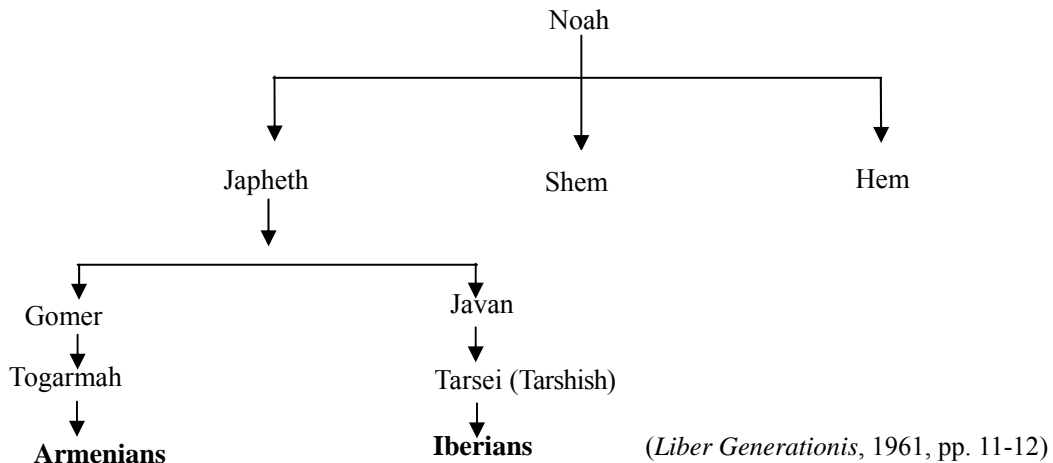 Noah
Japheth
Shem
Hem
Gomer
Javan
Togarmah
Tarsei (Tarshish)
Armenians
Iberians
(Liber Generationis, 1961, pp. 11-12)